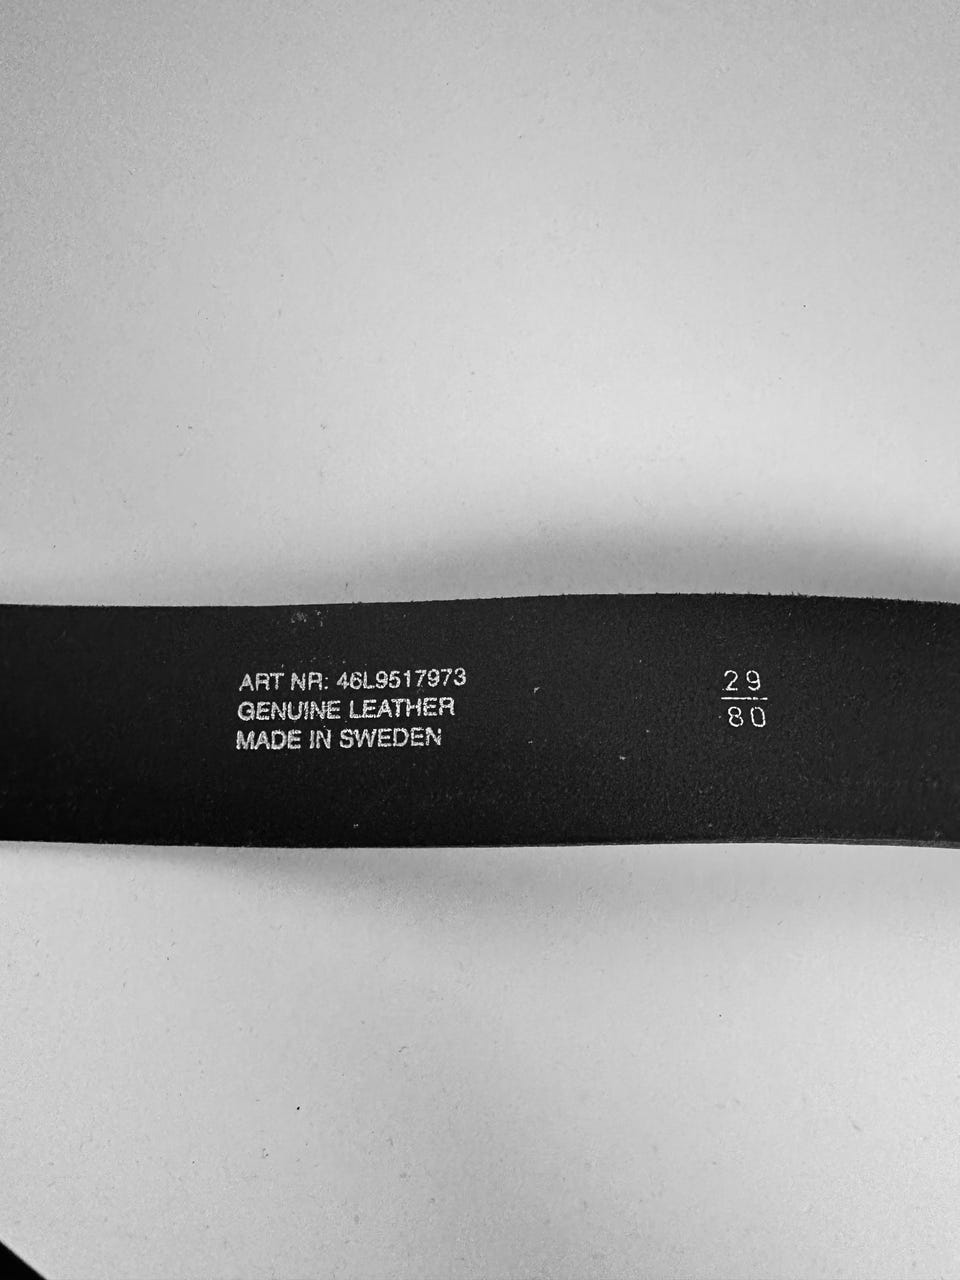 ART NR: 46L9517973
GENUINE LEATHER
MADE IN SWEDEN
29
80